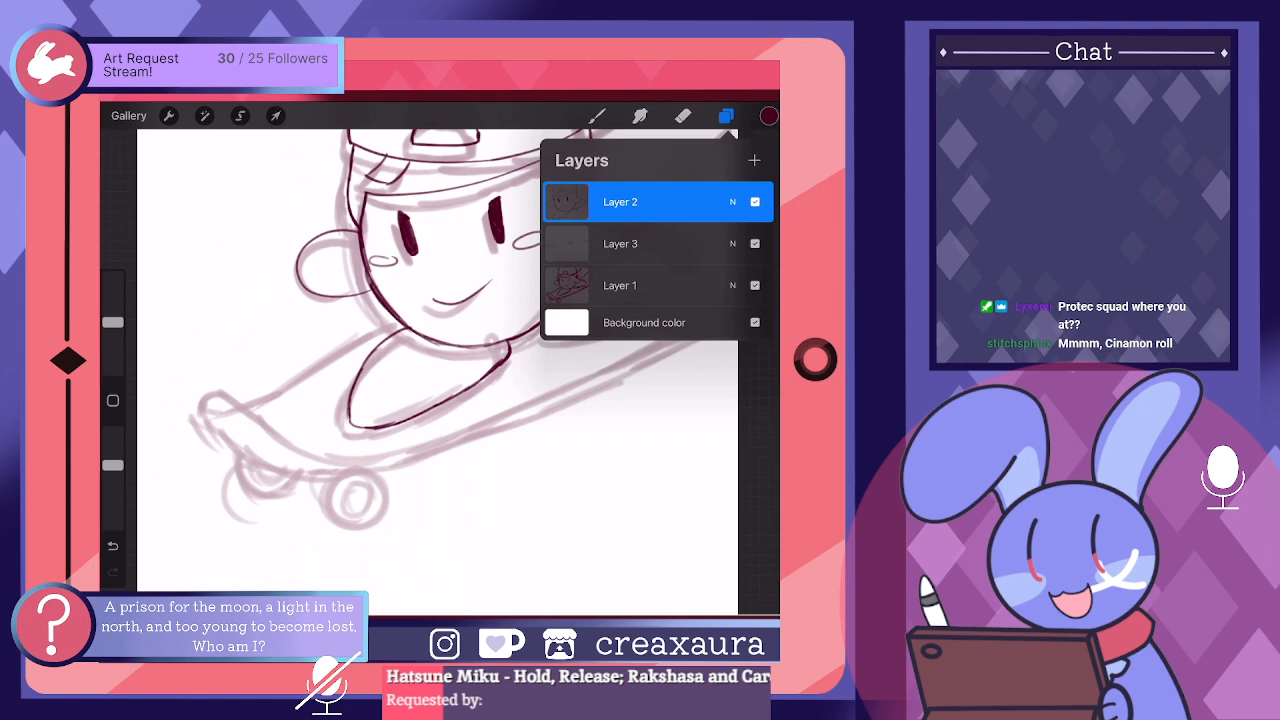 Art Request
Stream!
30 / 25 Followers
Gallery
Layers
Layer 2
N
Layer 3
N
Layer 1
N
Background color
Chat
Lyxere Protec squad where you
at??
Mmmm, Cinamon roll
A prison for the moon, a light in the
north, and too young to become lost.
Who am I?
creaxaura
Hatsune Miku - Hold, Release; Rakshasa and Car
Requested by: